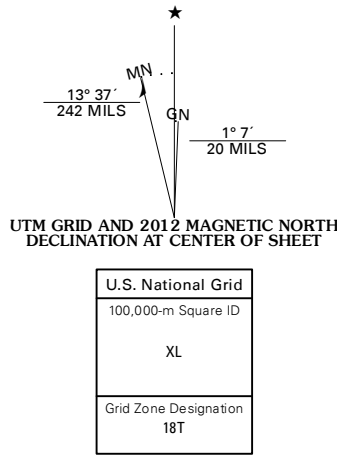 ★
MN
13° 37´
242 MILS
GN
1° 7´
20 MILS
UTM GRID AND 2012 MAGNETIC NORTH
DECLINATION AT CENTER OF SHEET
U.S. National Grid
100,000-m Square ID
XL
Grid Zone Designation
18T